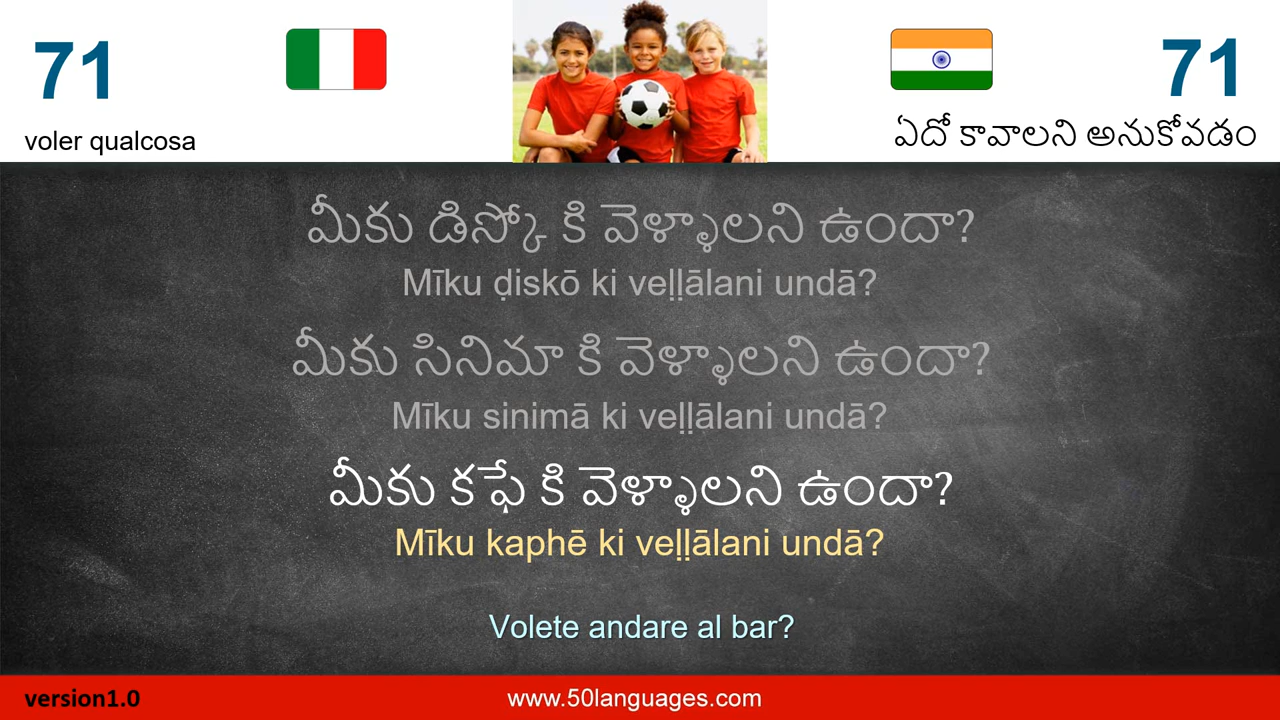 71
71
voler qualcosa
ఏదో కావాలని అనుకోవడం
మీకు డిస్కో కి వెళ్ళాలని ఉందా?
Mīku ḍiskō ki veḷḷālani undā?
మీకు సినిమా కి వెళ్ళాలని ఉందా?
Mīku sinimā ki veḷḷālani undā?
మీకు కఫే కి వెళ్ళాలని ఉందా?
Mīku kaphē ki veḷḷālani undā?
Volete andare al bar?
version1.0
www.50languages.com